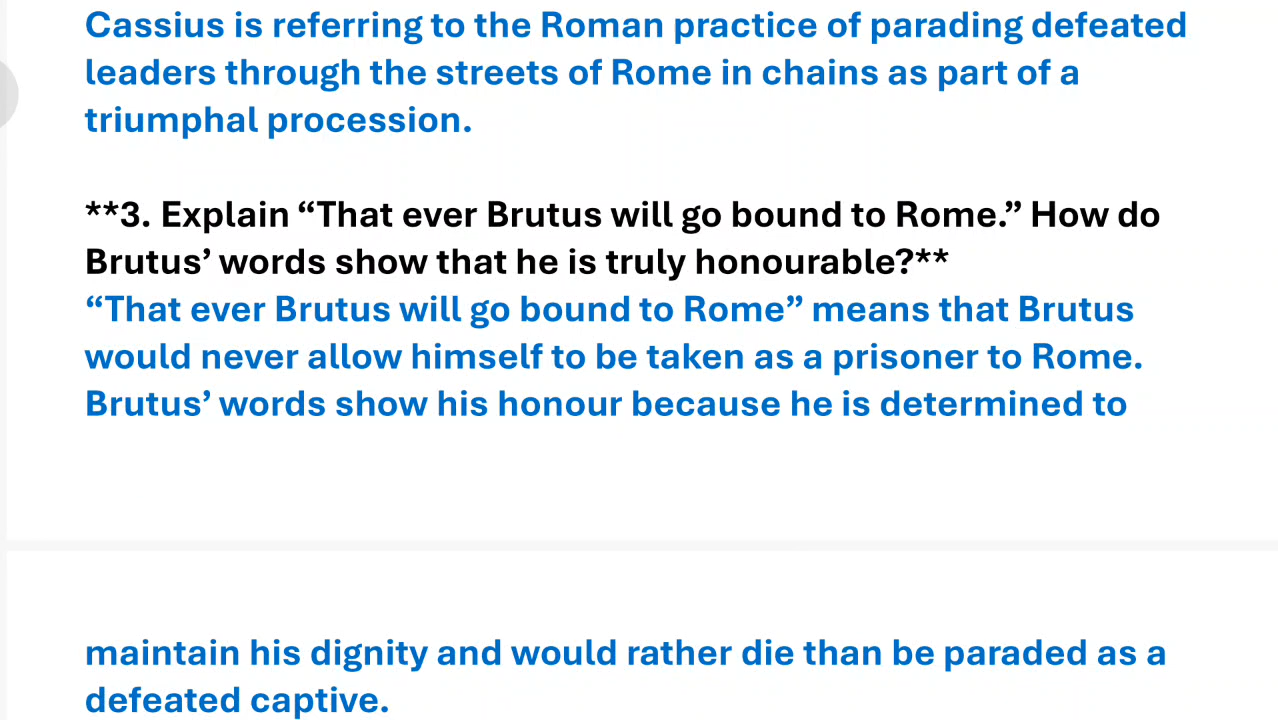 Cassius is referring to the Roman practice of parading defeated
leaders through the streets of Rome in chains as part of a
triumphal procession.
**3. Explain “That ever Brutus will go bound to Rome.” How do
Brutus’ words show that he is truly honourable?**
“That ever Brutus will go bound to Rome” means that Brutus
would never allow himself to be taken as a prisoner to Rome.
Brutus’ words show his honour because he is determined to
maintain his dignity and would rather die than be paraded as a
defeated captive.